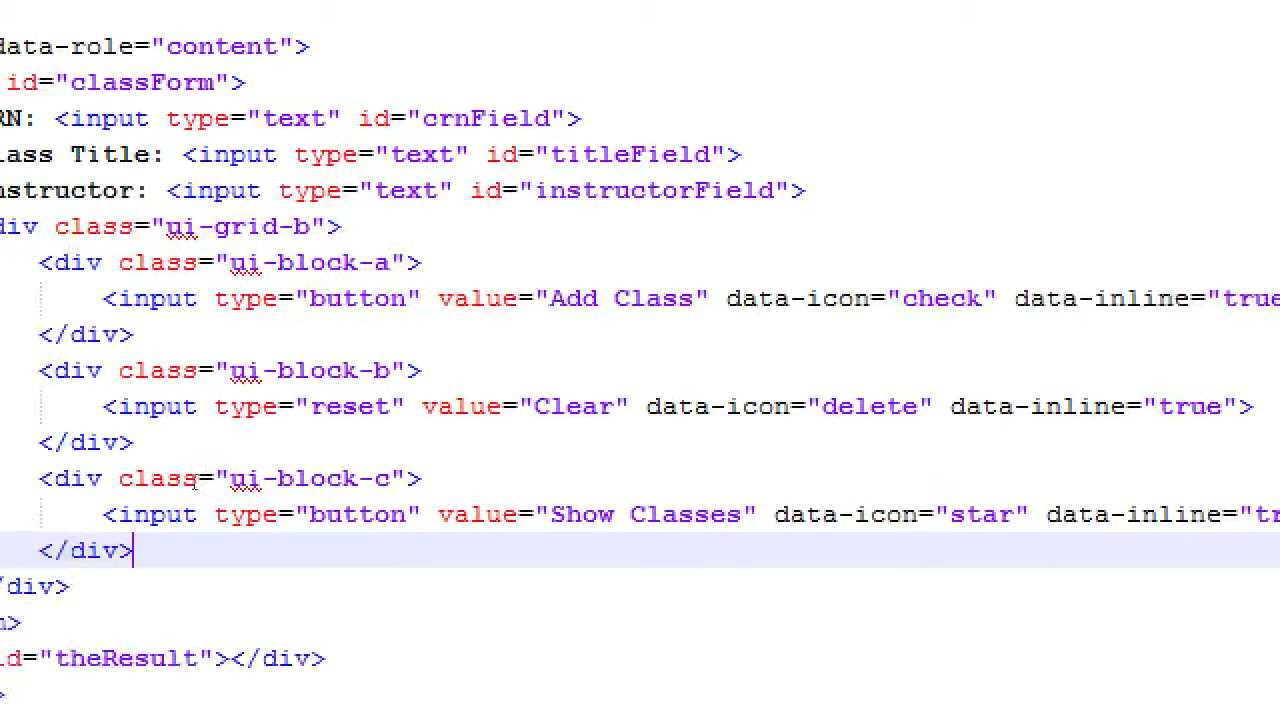 data-role="content">
id="classForm">
RN: <input type="text" id="crnField">
lass Title: <input type="text" id="titleField">
nstructor: <input type="text" id="instructorField">
div class="ui-grid-b">
<div class="ui-block-a">
<input type="button" value="Add Class" data-icon="check" data-inline="true
</div>
<div class="ui-block-b">
<input type="reset" value="Clear" data-icon="delete" data-inline="true">
</div>
<div class="ui-block-c">
<input type="button" value="Show Classes" data-icon="star" data-inline="tr
</div>
/div>
>
id="theResult"></div>
>